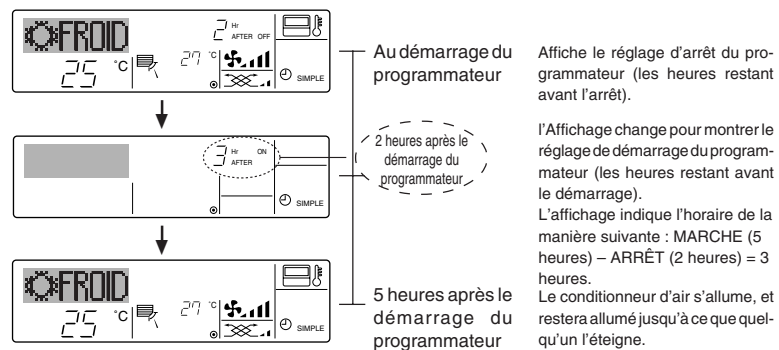 FROID
2 Hr
AFTER OFF
25 °C
27 °C
SIMPLE
Au démarrage du
programmateur
Affiche le réglage d'arrêt du pro-
grammateur (les heures restant
avant l'arrêt).
3 Hr ON
AFTER
SIMPLE
2 heures après le
démarrage du
programmateur
l'Affichage change pour montrer le
réglage de démarrage du program-
mateur (les heures restant avant
le démarrage).
L'affichage indique l'horaire de la
manière suivante : MARCHE (5
heures) – ARRÊT (2 heures) = 3
heures.
FROID
25 °C
27 °C
SIMPLE
5 heures après le
démarrage du
programmateur
Le conditionneur d'air s'allume, et
restera allumé jusqu'à ce que quel-
qu'un l'éteigne.